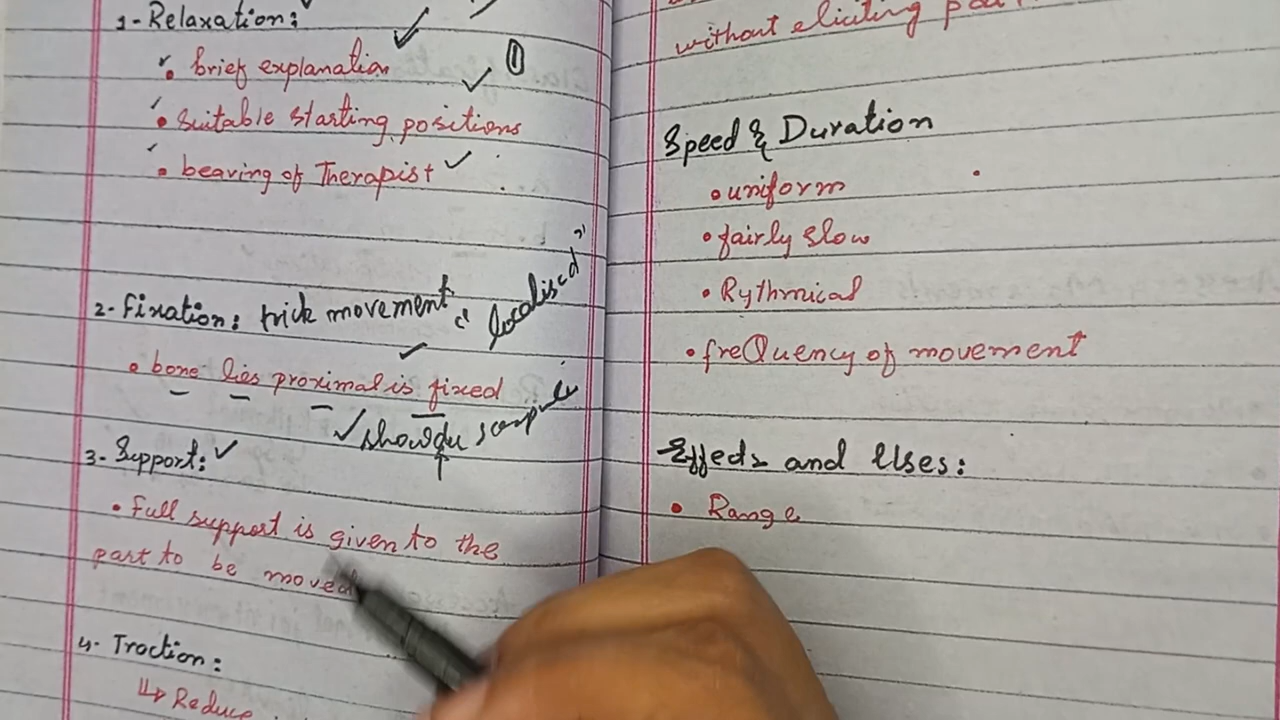 1- Relaxation:
• brief explanation
• suitable starting positions
• bearing of Therapist
2- Fixation: trick movement "localised"
• bone lies proximal is fixed
3- Support:
• Full support is given to the
part to be moved
4- Traction:
Reduce
without eliciting
Speed & Duration
• uniform
• fairly slow
• Rythmical
• freQuency of movement
Effects and Uses:
• Range